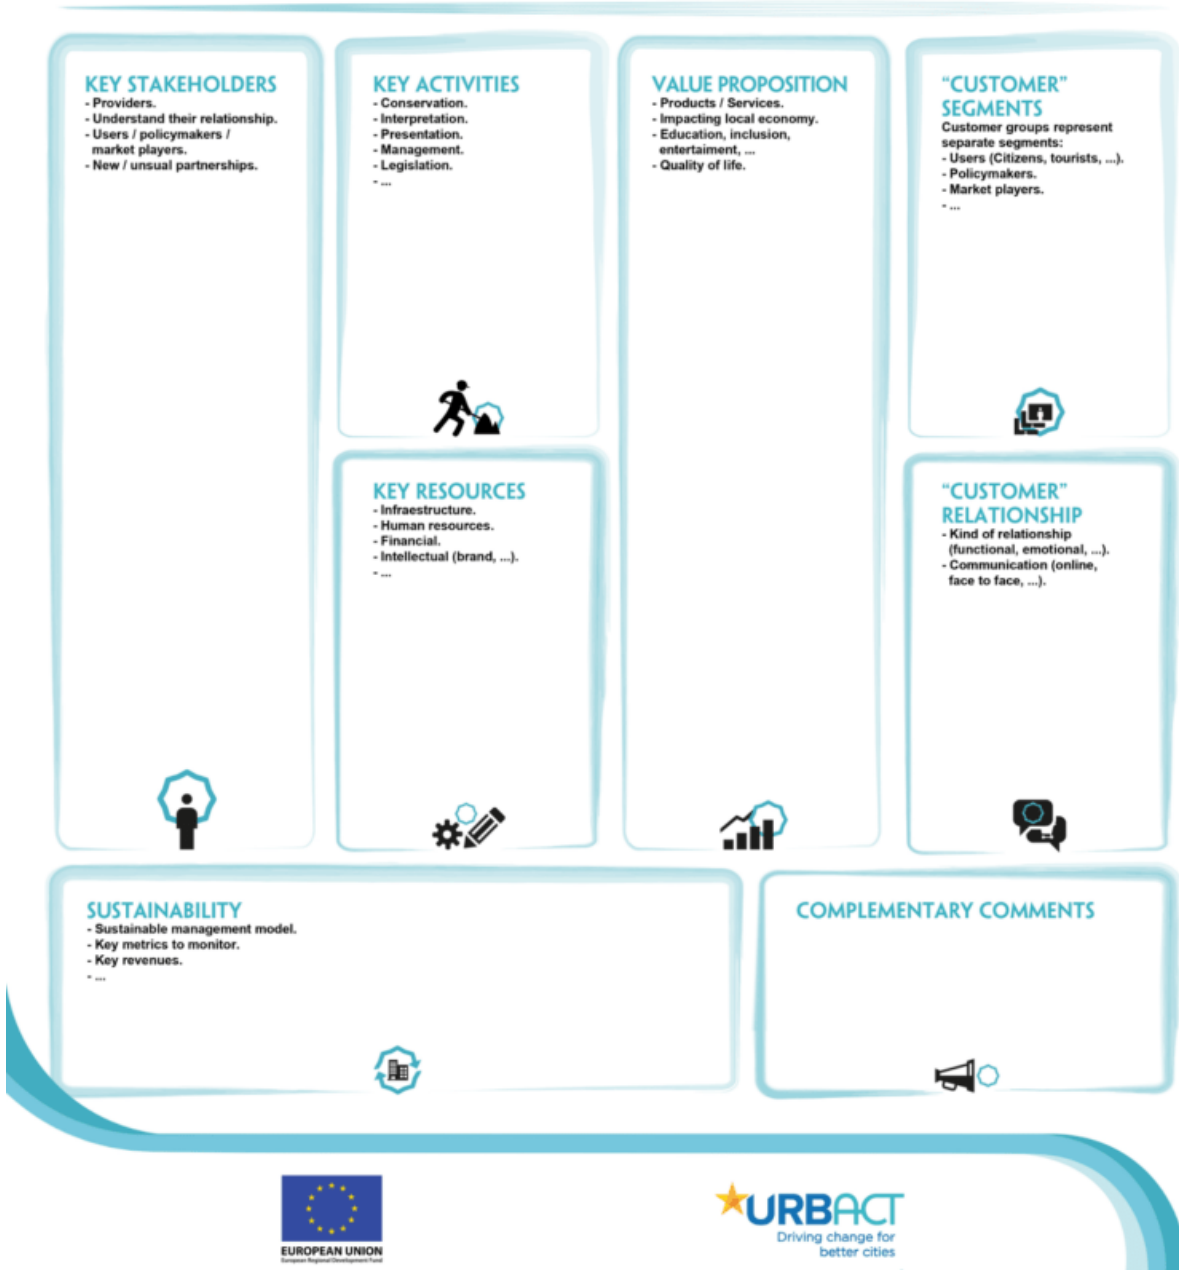 KEY STAKEHOLDERS
- Providers.
- Understand their relationship.
- Users / policymakers /
market players.
- New / unsual partnerships.
KEY ACTIVITIES
- Conservation.
- Interpretation.
- Presentation.
- Management.
- Legislation.
- ...
KEY RESOURCES
- Infraestructure.
- Human resources.
- Financial.
- Intellectual (brand, ...).
- ...
VALUE PROPOSITION
- Products / Services.
- Impacting local economy.
- Education, inclusion,
entertaiment, ...
- Quality of life.
“CUSTOMER”
SEGMENTS
Customer groups represent
separate segments:
- Users (Citizens, tourists, ...).
- Policymakers.
- Market players.
- ...
“CUSTOMER”
RELATIONSHIP
- Kind of relationship
(functional, emotional, ...).
- Communication (online,
face to face, ...).
SUSTAINABILITY
- Sustainable management model.
- Key metrics to monitor.
- Key revenues.
- ...
COMPLEMENTARY COMMENTS
EUROPEAN UNION
European Regional Development Fund
URBACT
Driving change for
better cities